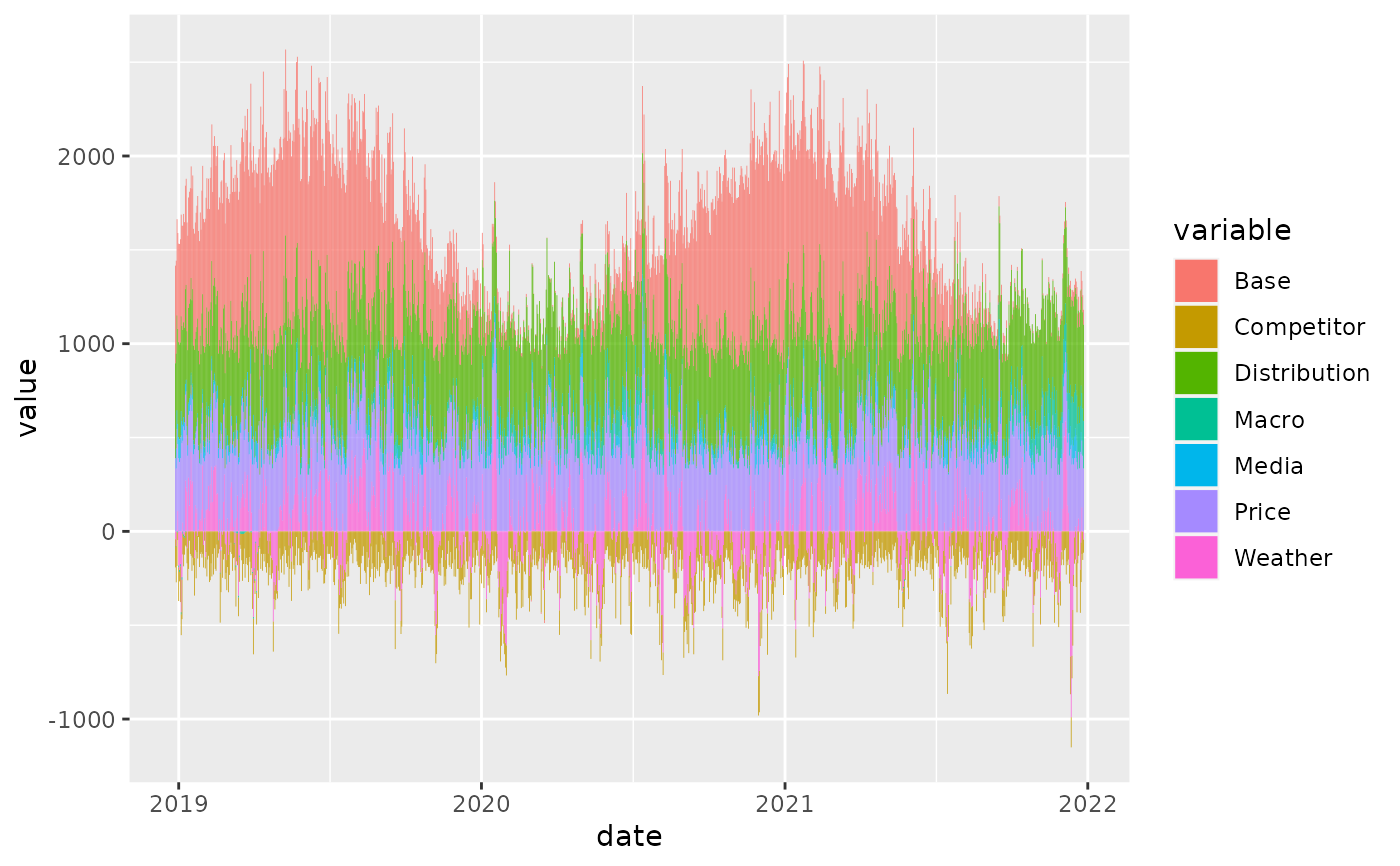 value
2000
1000
0
-1000
2019
2020
2021
2022
date
variable
Base
Competitor
Distribution
Macro
Media
Price
Weather